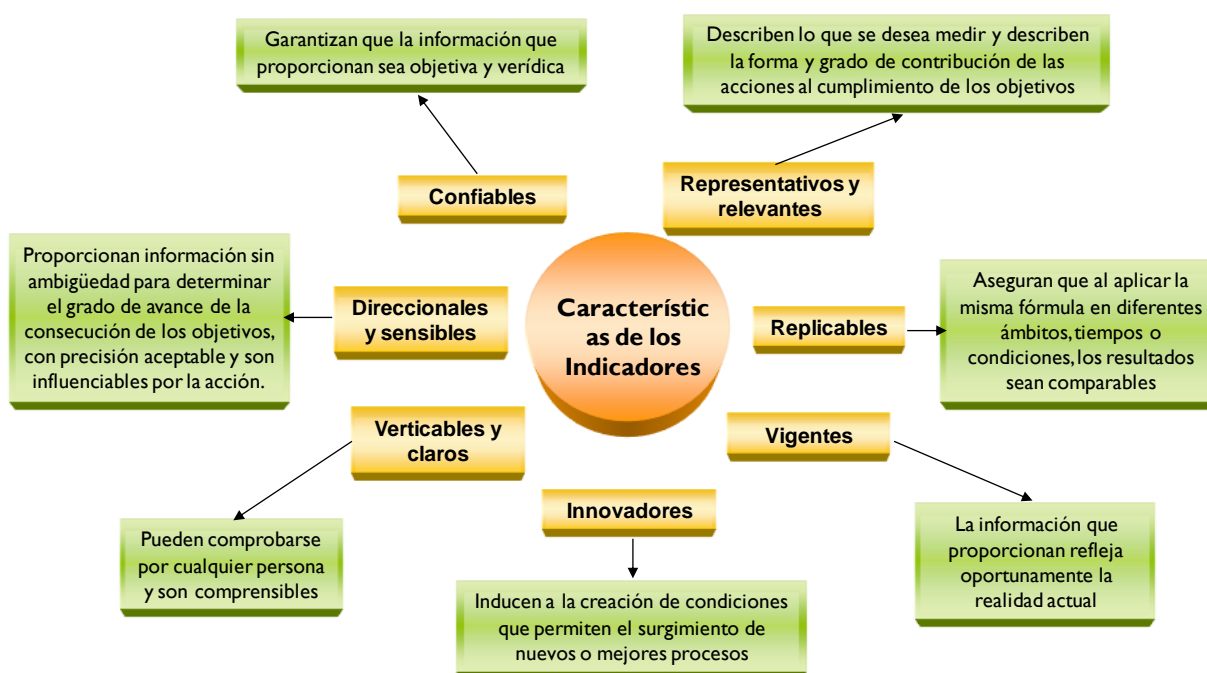 Garantizan que la información que
proporcionan sea objetiva y verídica
Describen lo que se desea medir y describen
la forma y grado de contribución de las
acciones al cumplimiento de los objetivos
Confiables
Representativos y
relevantes
Proporcionan información sin
ambigüedad para determinar
el grado de avance de la
consecución de los objetivos,
con precisión aceptable y son
influenciables por la acción.
Direccionales
y sensibles
Característic
as de los
Indicadores
Replicables
Aseguran que al aplicar la
misma fórmula en diferentes
ámbitos, tiempos o
condiciones, los resultados
sean comparables
Verticables y
claros
Vigentes
Innovadores
Pueden comprobarse
por cualquier persona
y son comprensibles
Inducen a la creación de condiciones
que permiten el surgimiento de
nuevos o mejores procesos
La información que
proporcionan refleja
oportunamente la
realidad actual